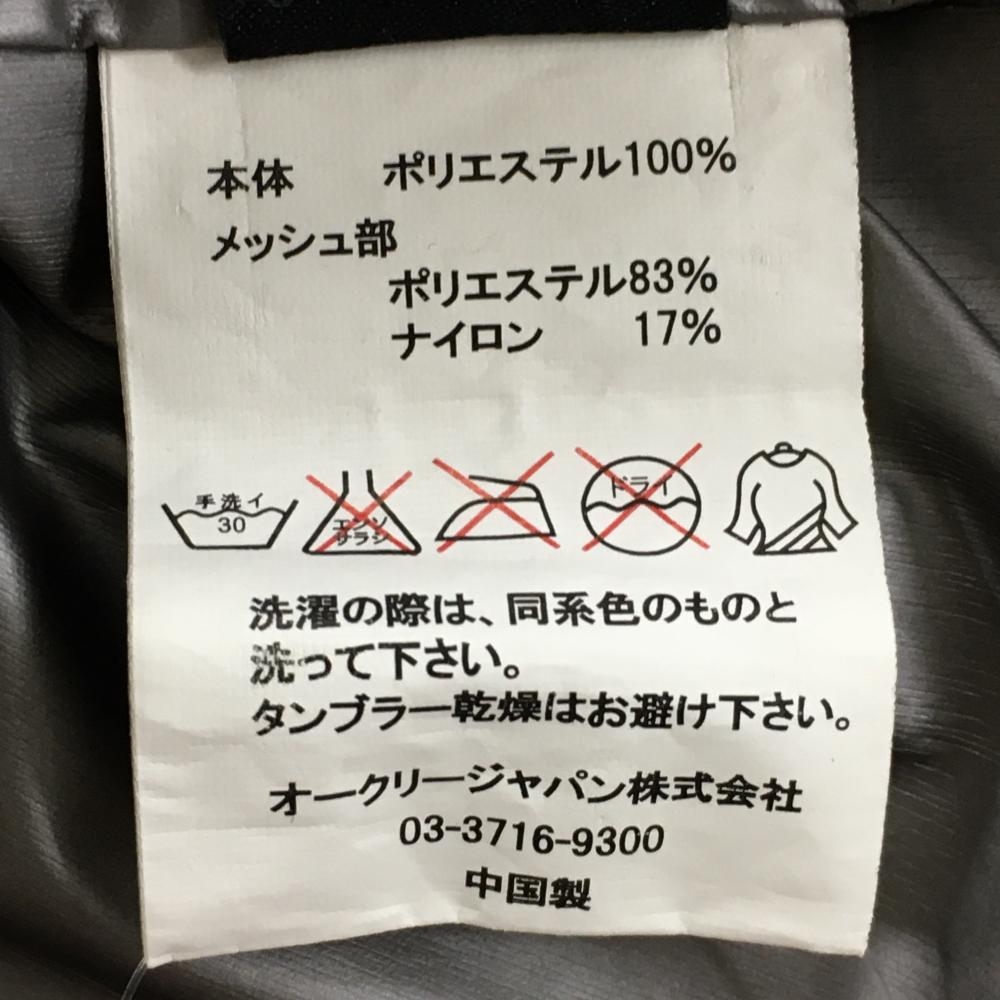 本体 ポリエステル100%
メッシュ部
ポリエステル83%
ナイロン 17%
手洗イ
30
エンソ
サラシ
ドライ
洗濯の際は、同系色のものと
洗って下さい。
タンブラー乾燥はお避け下さい。
オークリージャパン株式会社
03-3716-9300
中国製